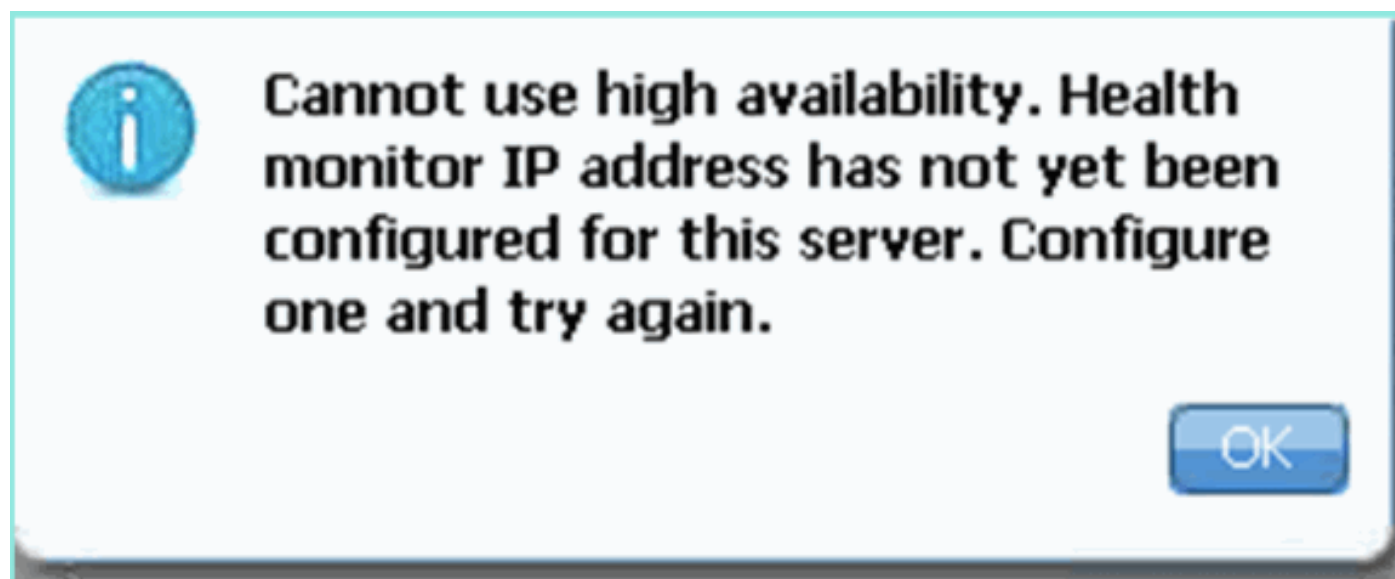 Cannot use high availability. Health
monitor IP address has not yet been
configured for this server. Configure
one and try again.
OK